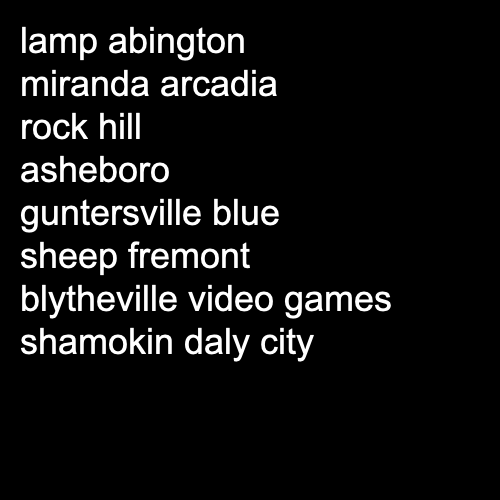 lamp abington
miranda arcadia
rock hill
asheboro
guntersville blue
sheep fremont
blytheville video games
shamokin daly city